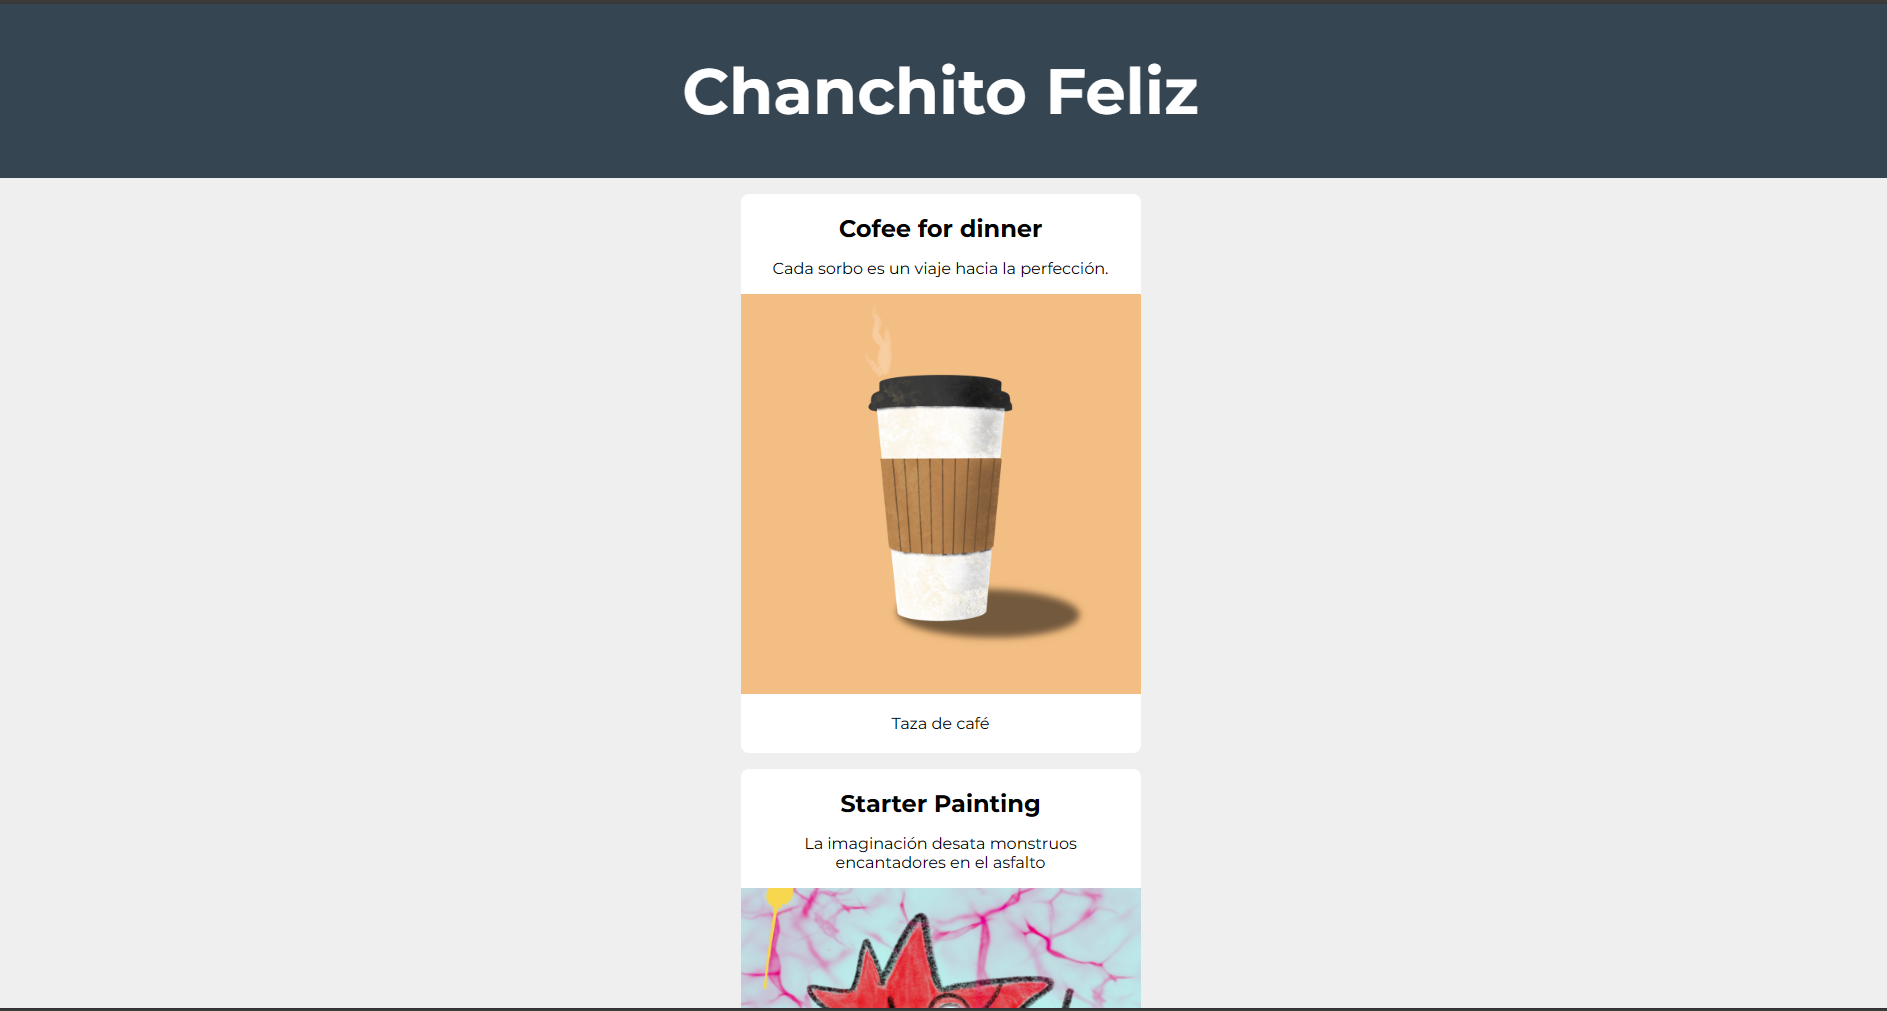 Chanchito Feliz
Cofee for dinner
Cada sorbo es un viaje hacia la perfección.
Taza de café
Starter Painting
La imaginación desata monstruos
encantadores en el asfalto